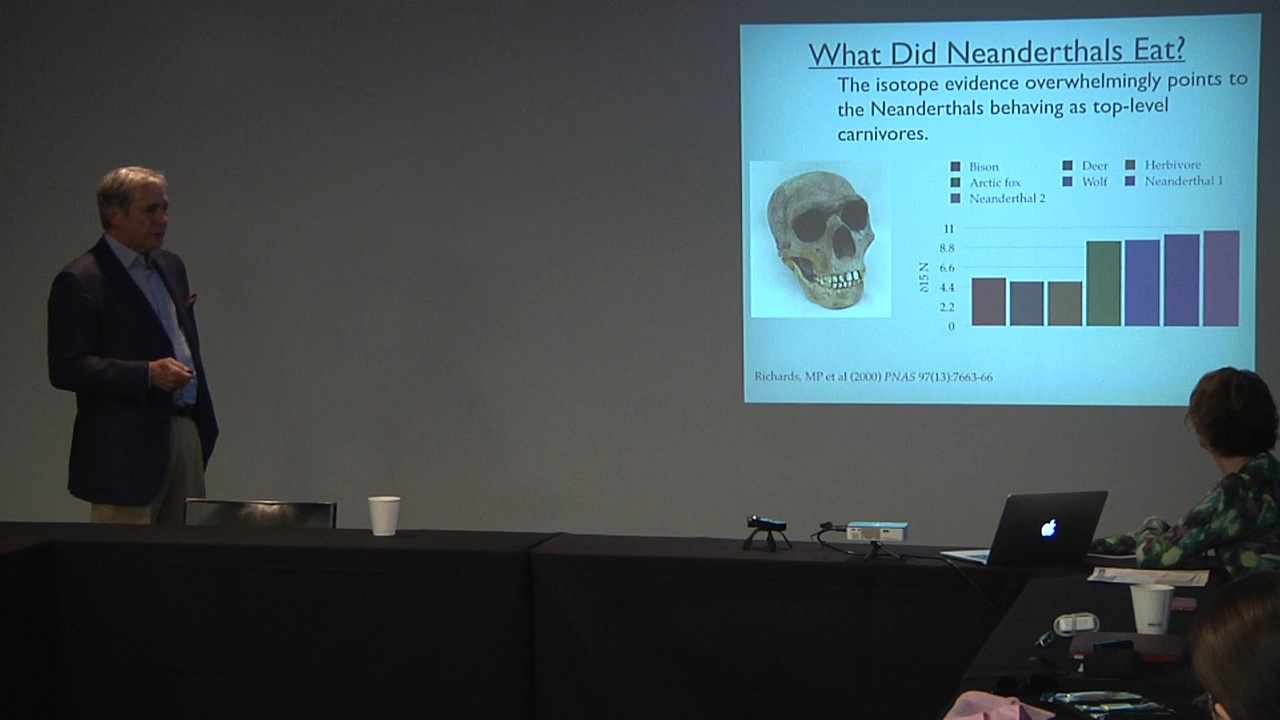 What Did Neanderthals Eat?
The isotope evidence overwhelmingly points to
the Neanderthals behaving as top-level
carnivores.
Bison Deer Herbivore
Arctic fox Wolf Neanderthal 1
Neanderthal 2
11
8.8
6.6
4.4
2.2
0
δ15 N
Richards, MP et al (2000) PNAS 97(13):7663-66